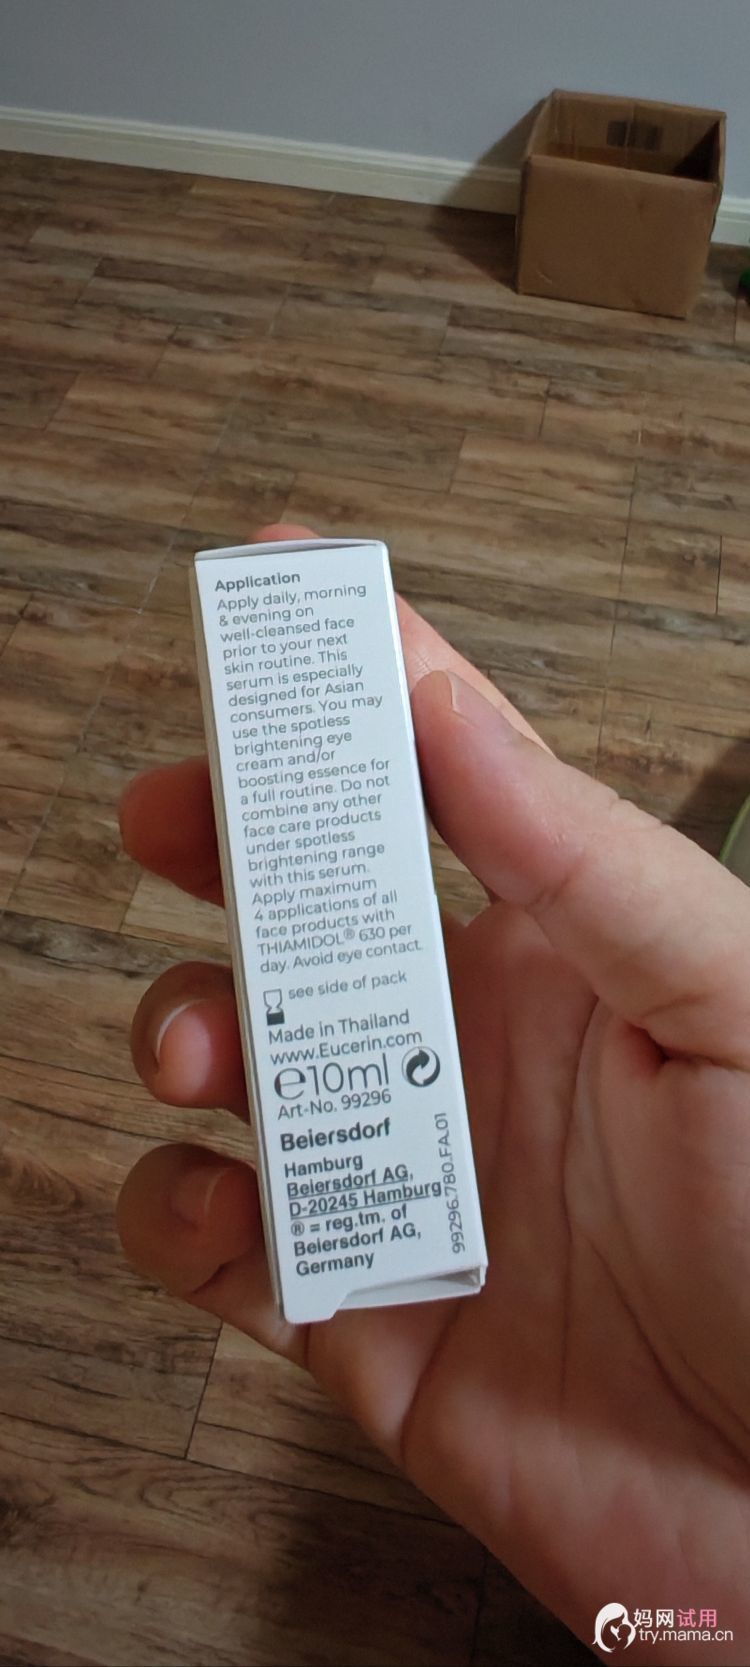 Application
Apply daily, morning
& evening on
well-cleansed face
prior to your next
skin routine. This
serum is especially
designed for Asian
consumers. You may
use the spotless
brightening eye
cream and/or
boosting essence for
a full routine. Do not
combine any other
face care products
under spotless
brightening range
with this serum.
Apply maximum
4 applications of all
face products with
THIAMIDOL® 630 per
day. Avoid eye contact.
see side of pack
Made in Thailand
www.Eucerin.com
℮10ml
Art-No. 99296
Beiersdorf
Hamburg
Beiersdorf AG,
D-20245 Hamburg
® = reg.tm. of
Beiersdorf AG,
Germany
99296.780.FA.01
妈网试用
try.mama.cn